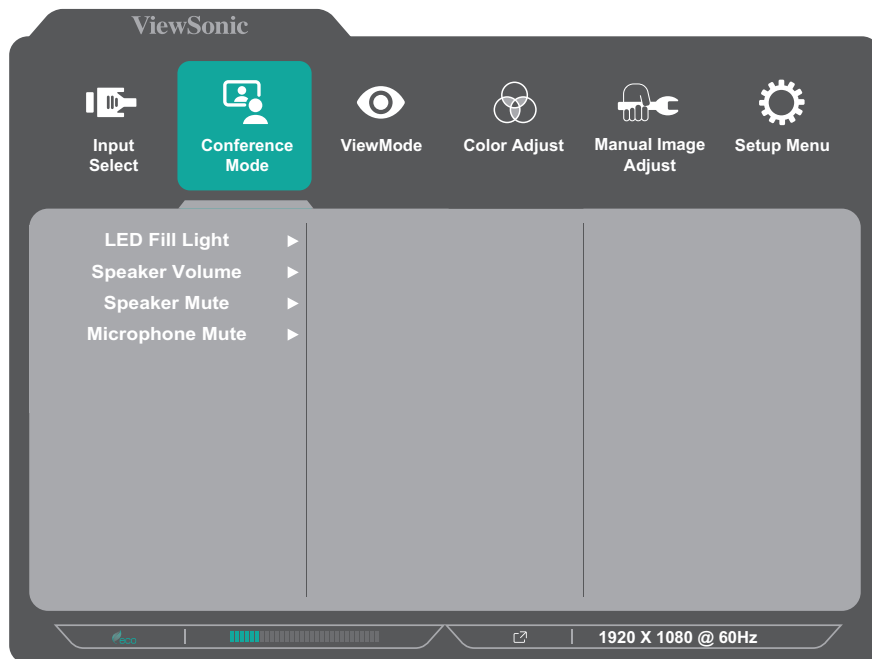 ViewSonic
Input
Select
Conference
Mode
ViewMode
Color Adjust
Manual Image
Adjust
Setup Menu
LED Fill Light
Speaker Volume
Speaker Mute
Microphone Mute
eco
1920 X 1080 @ 60Hz